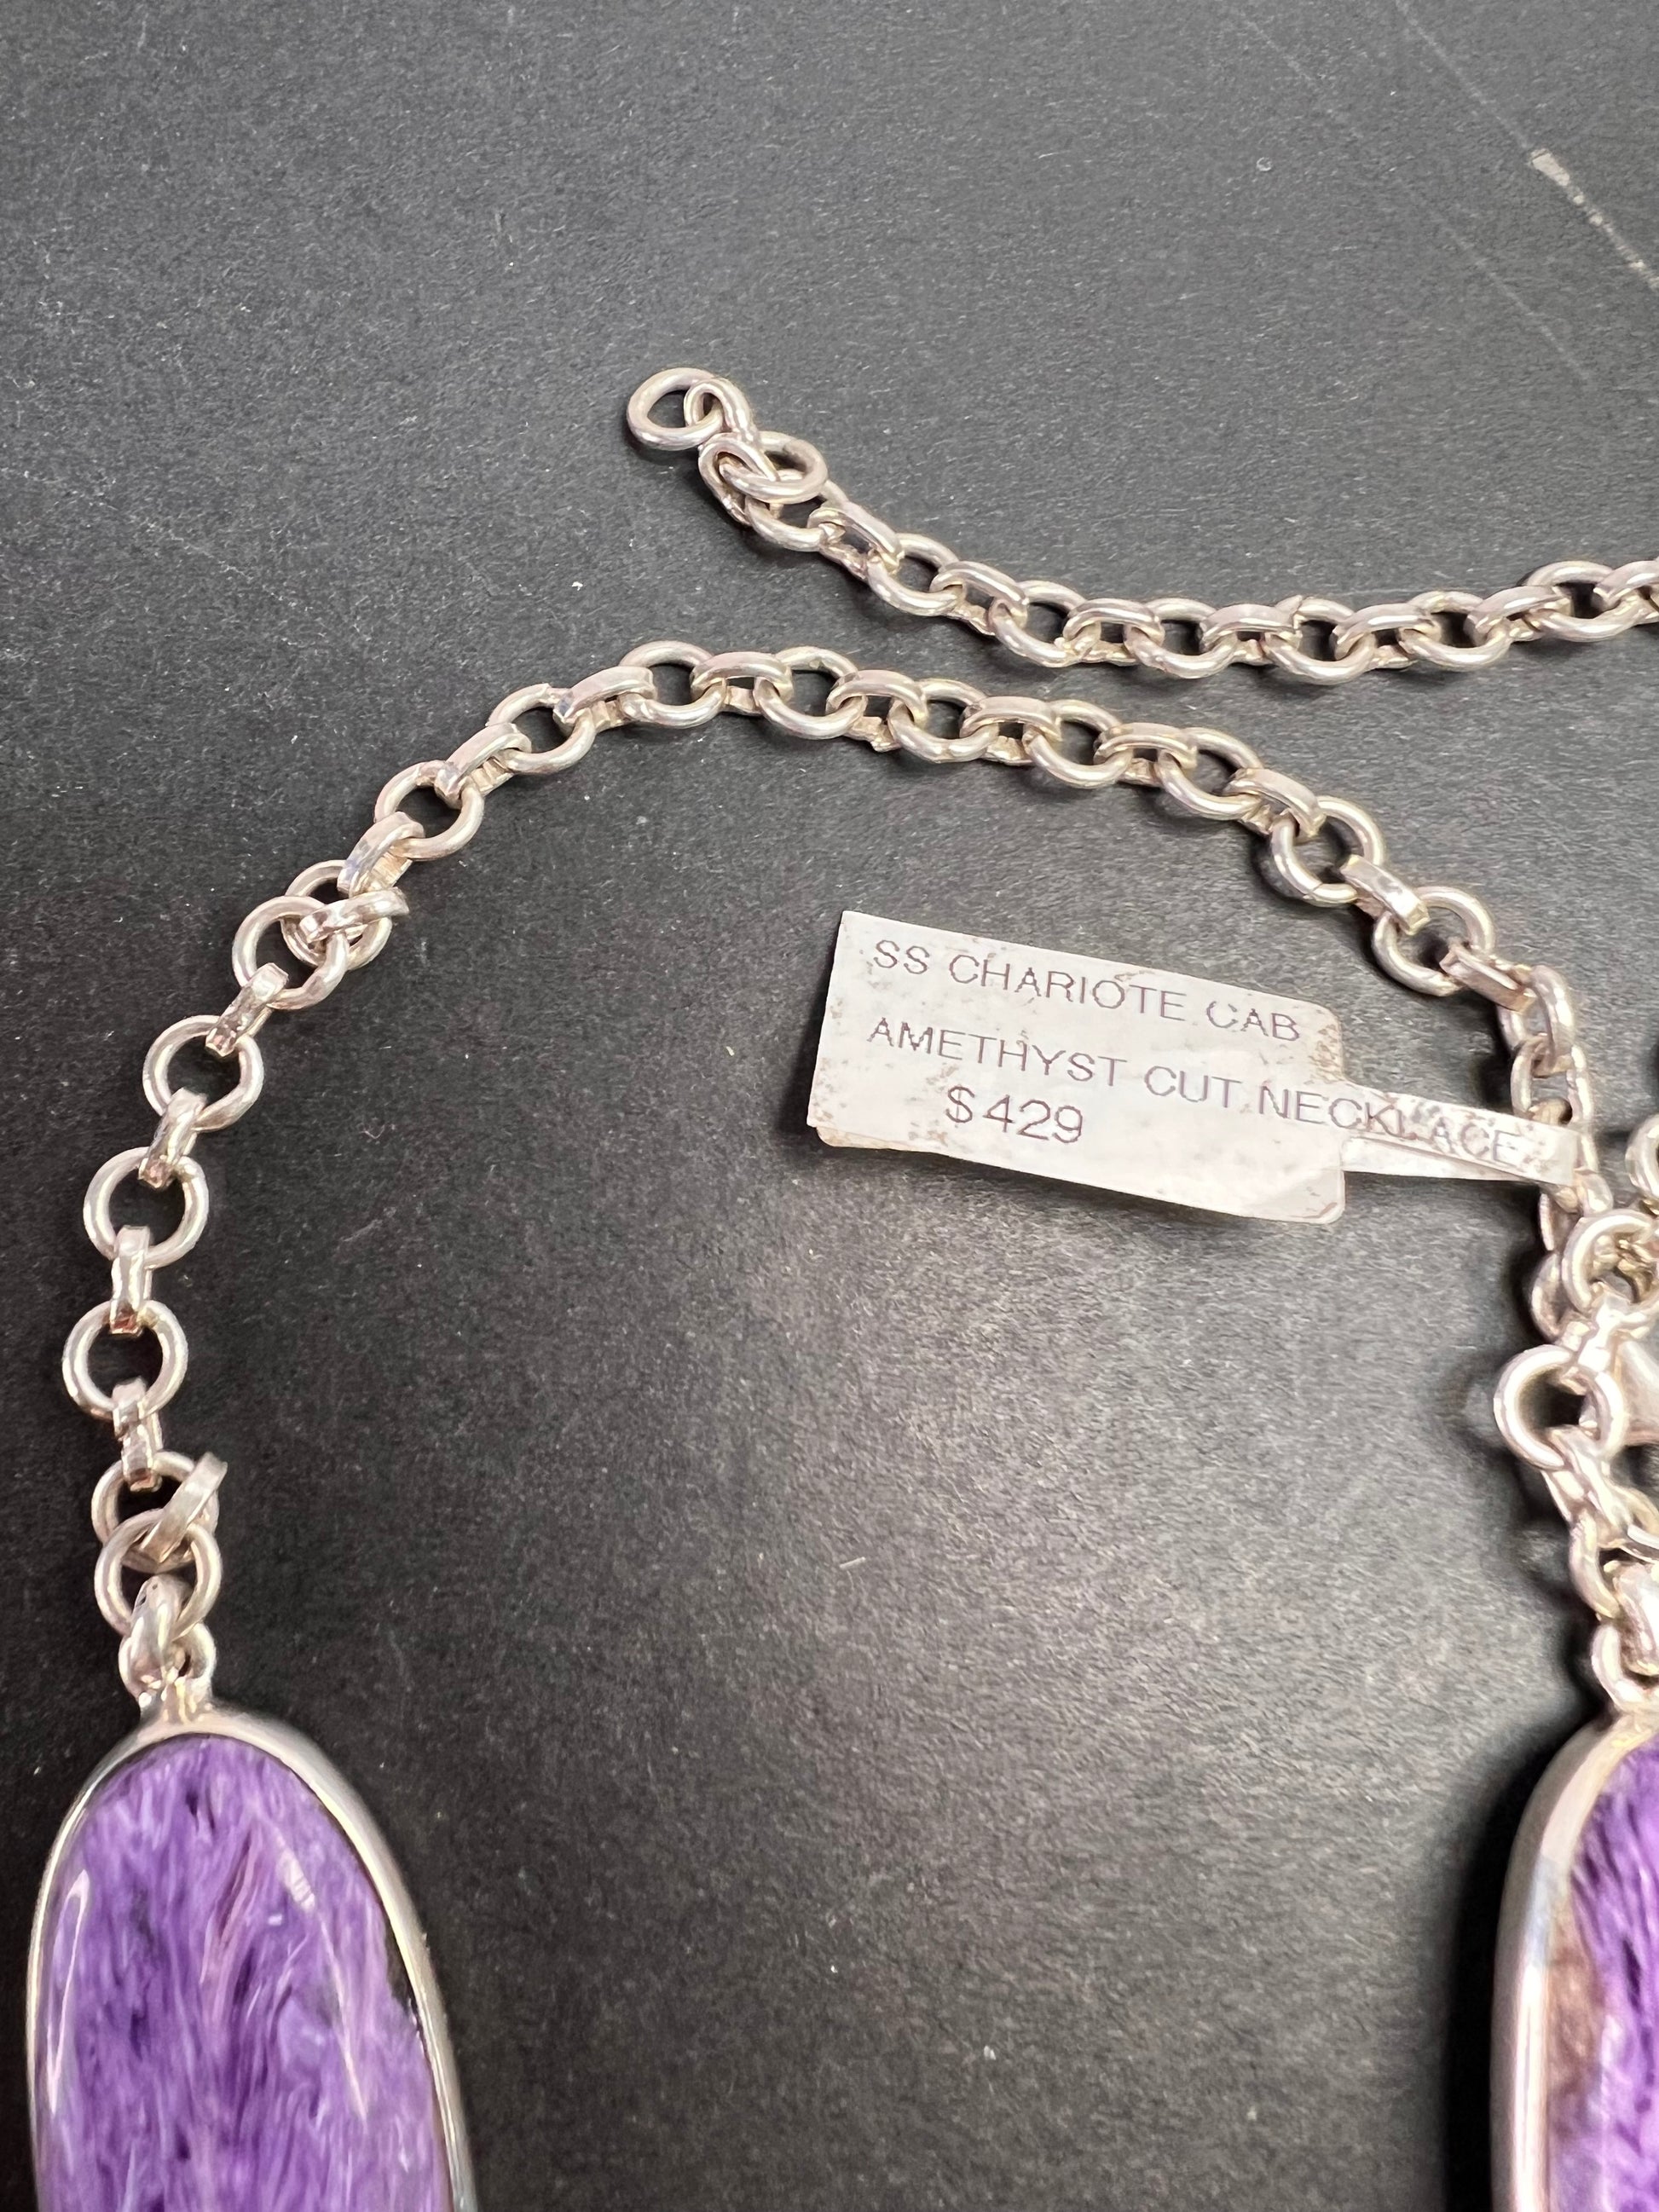 SS CHARIOTE CAB
AMETHYST CUT NECKLACE
$429